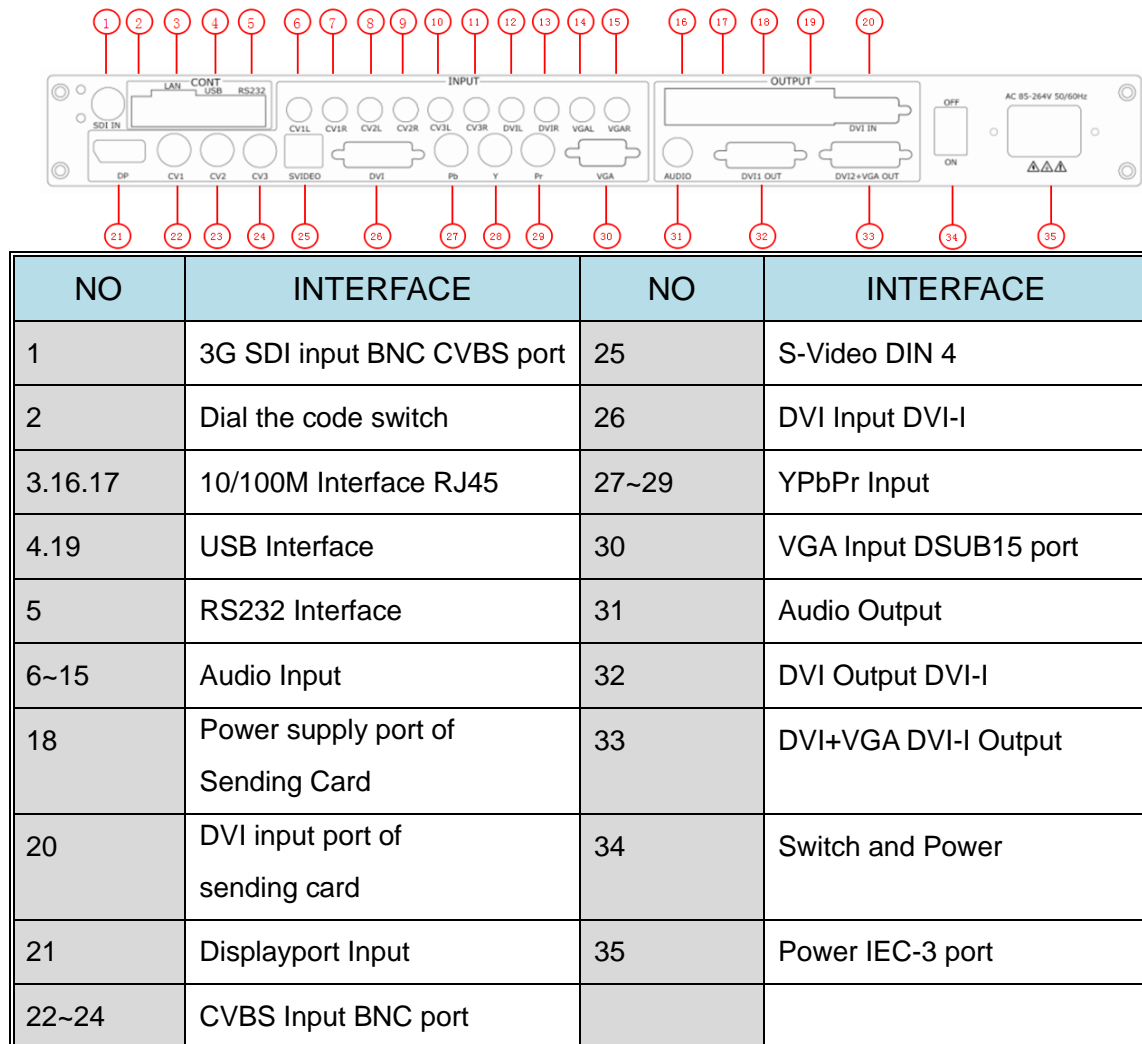 1 2 3 4 5 6 7 8 9 10 11 12 13 14 15 16 17 18 19 20
CONT INPUT OUTPUT
LAN USB RS232
OFF AC 85-264V 50/60Hz
SDI IN CV1L CV1R CV2L CV2R CV3L CV3R DVIL DVIR VGAL VGAR DVI IN
ON
DP CV1 CV2 CV3 SVIDEO DVI Pb Y Pr VGA AUDIO DVI1 OUT DVI2+VGA OUT
21 22 23 24 25 26 27 28 29 30 31 32 33 34 35
NO INTERFACE NO INTERFACE
1 3G SDI input BNC CVBS port 25 S-Video DIN 4
2 Dial the code switch 26 DVI Input DVI-I
3.16.17 10/100M Interface RJ45 27~29 YPbPr Input
4.19 USB Interface 30 VGA Input DSUB15 port
5 RS232 Interface 31 Audio Output
6~15 Audio Input 32 DVI Output DVI-I
18 Power supply port of
Sending Card 33 DVI+VGA DVI-I Output
20 DVI input port of
sending card 34 Switch and Power
21 Displayport Input 35 Power IEC-3 port
22~24 CVBS Input BNC port